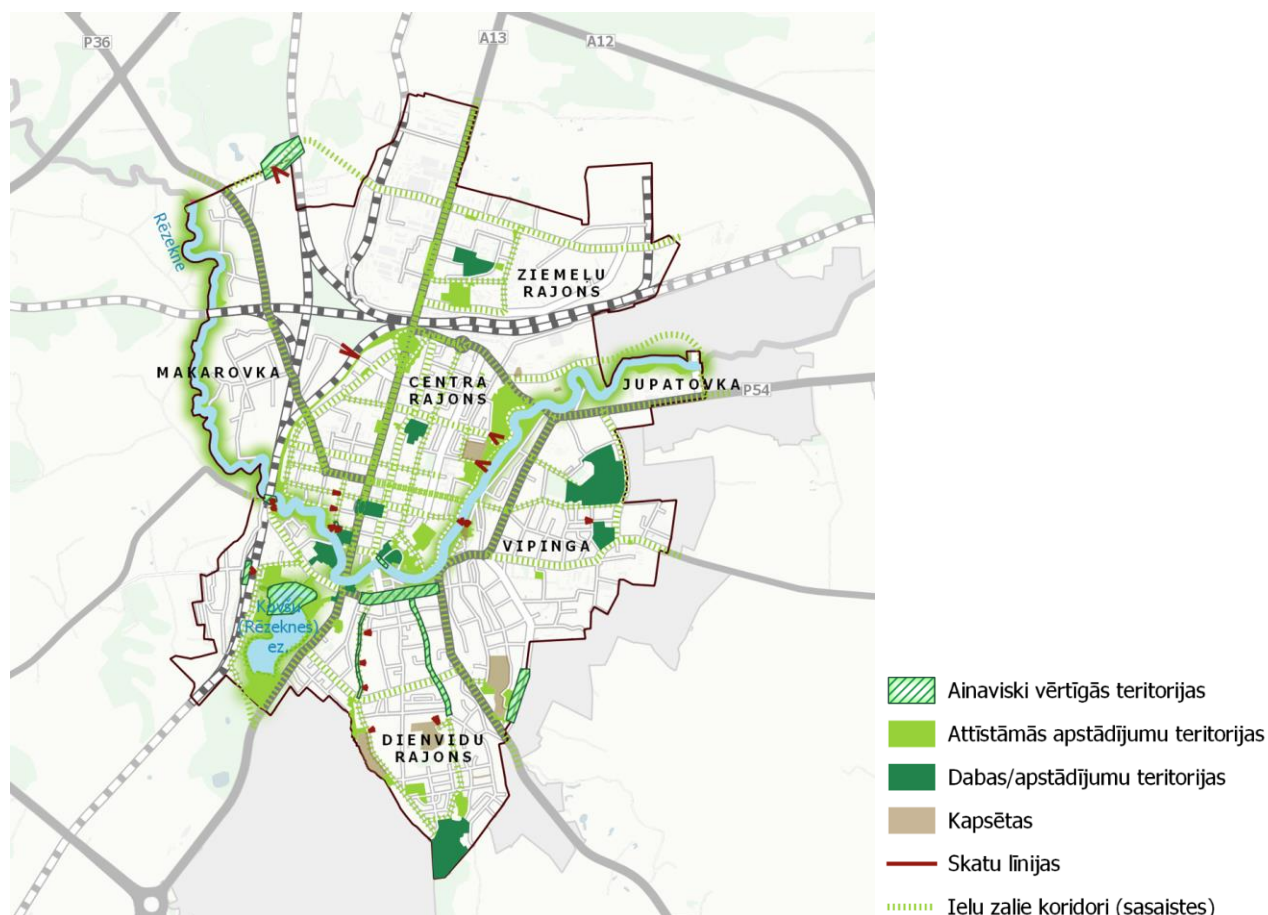 P36
A13
A12
Rēzekne
ZIEMEĻU
RAJONS
MAKAROVKA
CENTRA
RAJONS
JUPATOVKA
P54
VIPINGA
Kovšu
(Rēzeknes)
ez.
DIENVIDU
RAJONS
Ainaviski vērtīgās teritorijas
Attīstāmās apstādījumu teritorijas
Dabas/apstādījumu teritorijas
Kapsētas
Skatu līnijas
Ielu zaļie koridori (sasaistes)